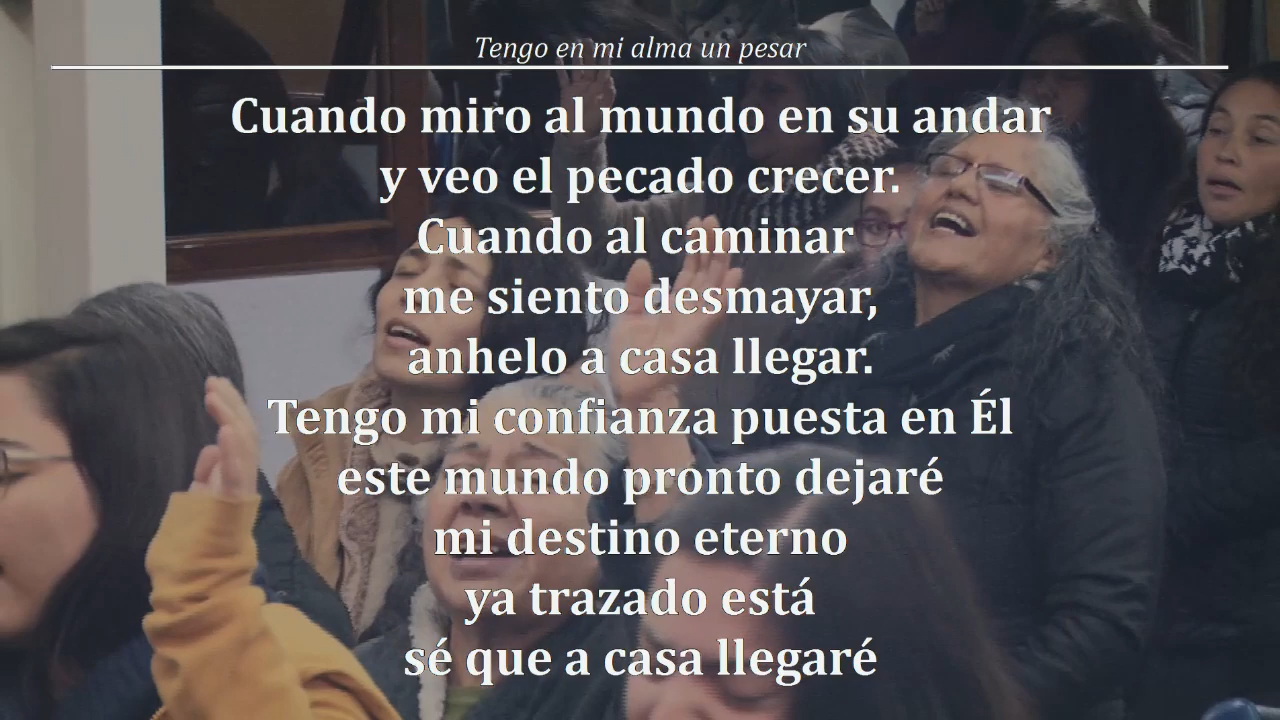 Tengo en mi alma un pesar
Cuando miro al mundo en su andar
y veo el pecado crecer.
Cuando al caminar
me siento desmayar,
anhelo a casa llegar.
Tengo mi confianza puesta en Él
este mundo pronto dejaré
mi destino eterno
ya trazado está
sé que a casa llegaré